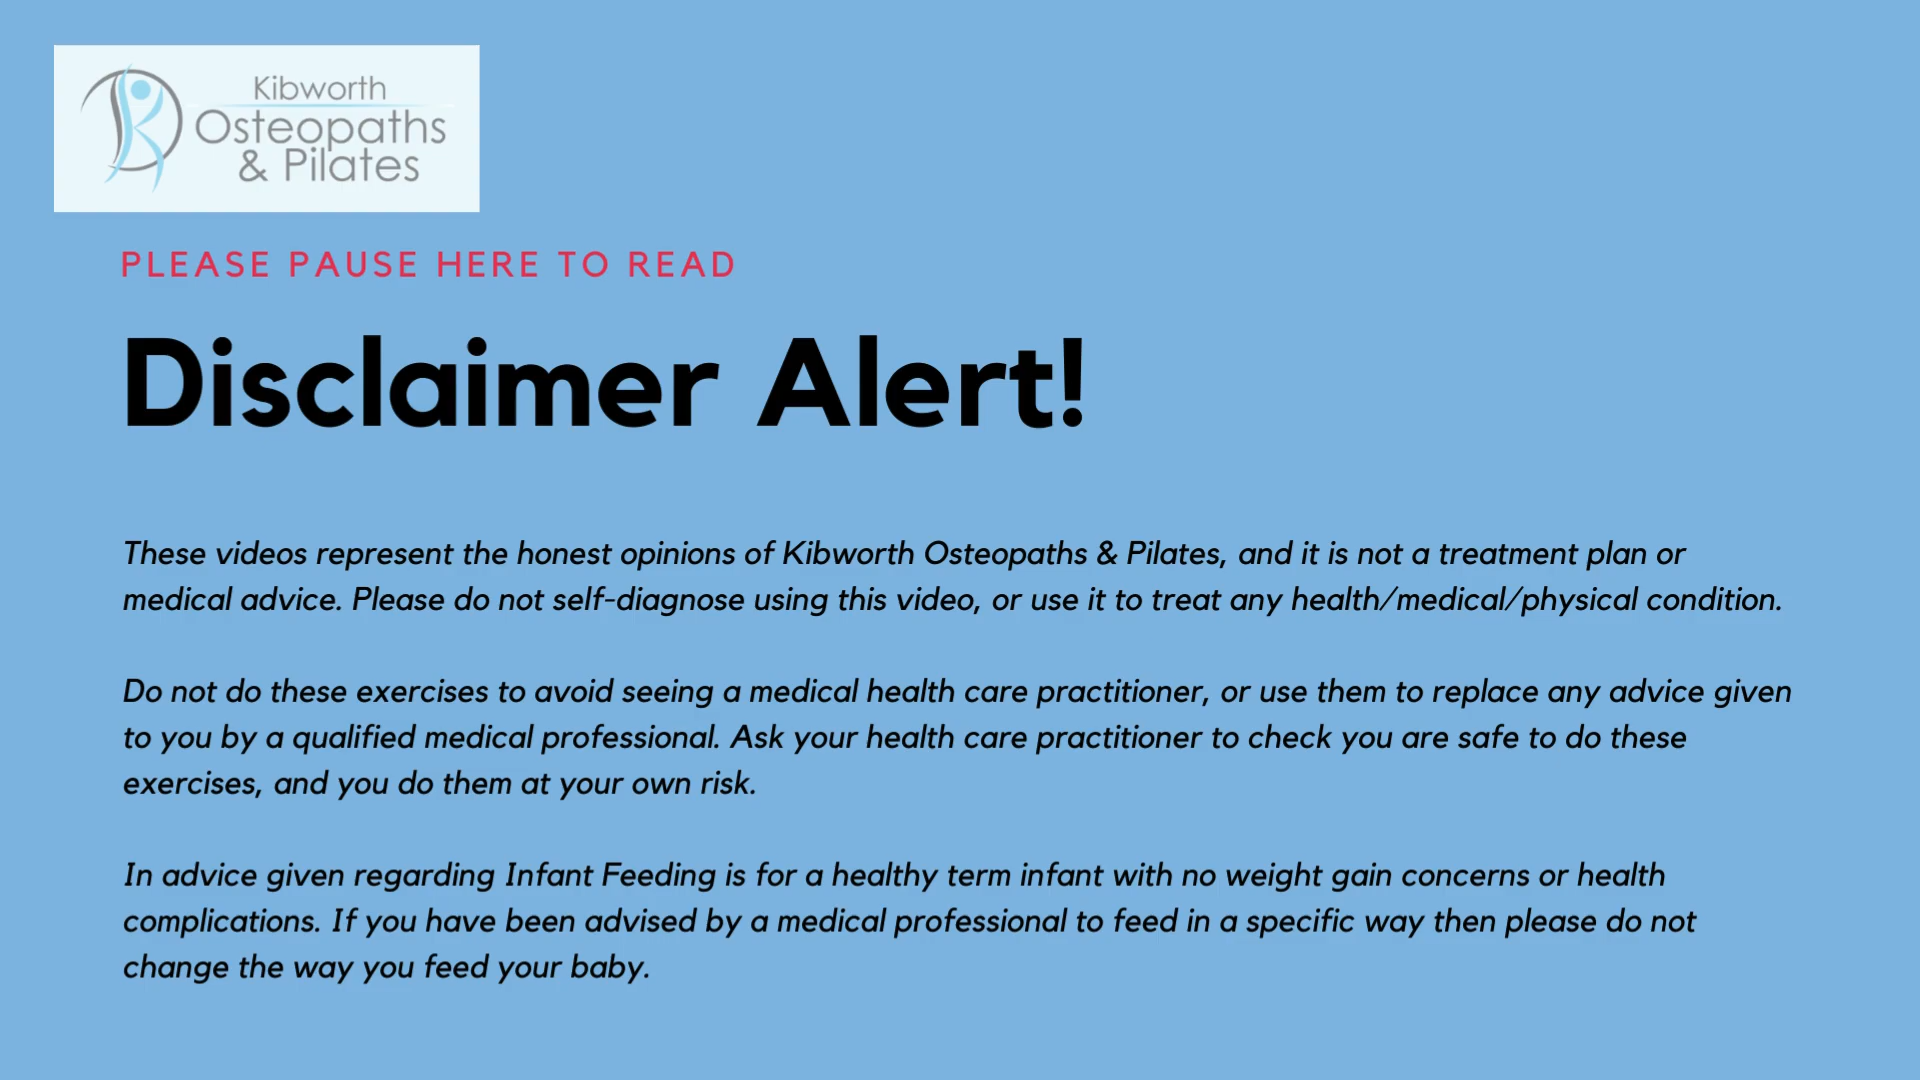 Kibworth
Osteopaths
& Pilates
PLEASE PAUSE HERE TO READ
Disclaimer Alert!
These videos represent the honest opinions of Kibworth Osteopaths & Pilates, and it is not a treatment plan or
medical advice. Please do not self-diagnose using this video, or use it to treat any health/medical/physical condition.
Do not do these exercises to avoid seeing a medical health care practitioner, or use them to replace any advice given
to you by a qualified medical professional. Ask your health care practitioner to check you are safe to do these
exercises, and you do them at your own risk.
In advice given regarding Infant Feeding is for a healthy term infant with no weight gain concerns or health
complications. If you have been advised by a medical professional to feed in a specific way then please do not
change the way you feed your baby.